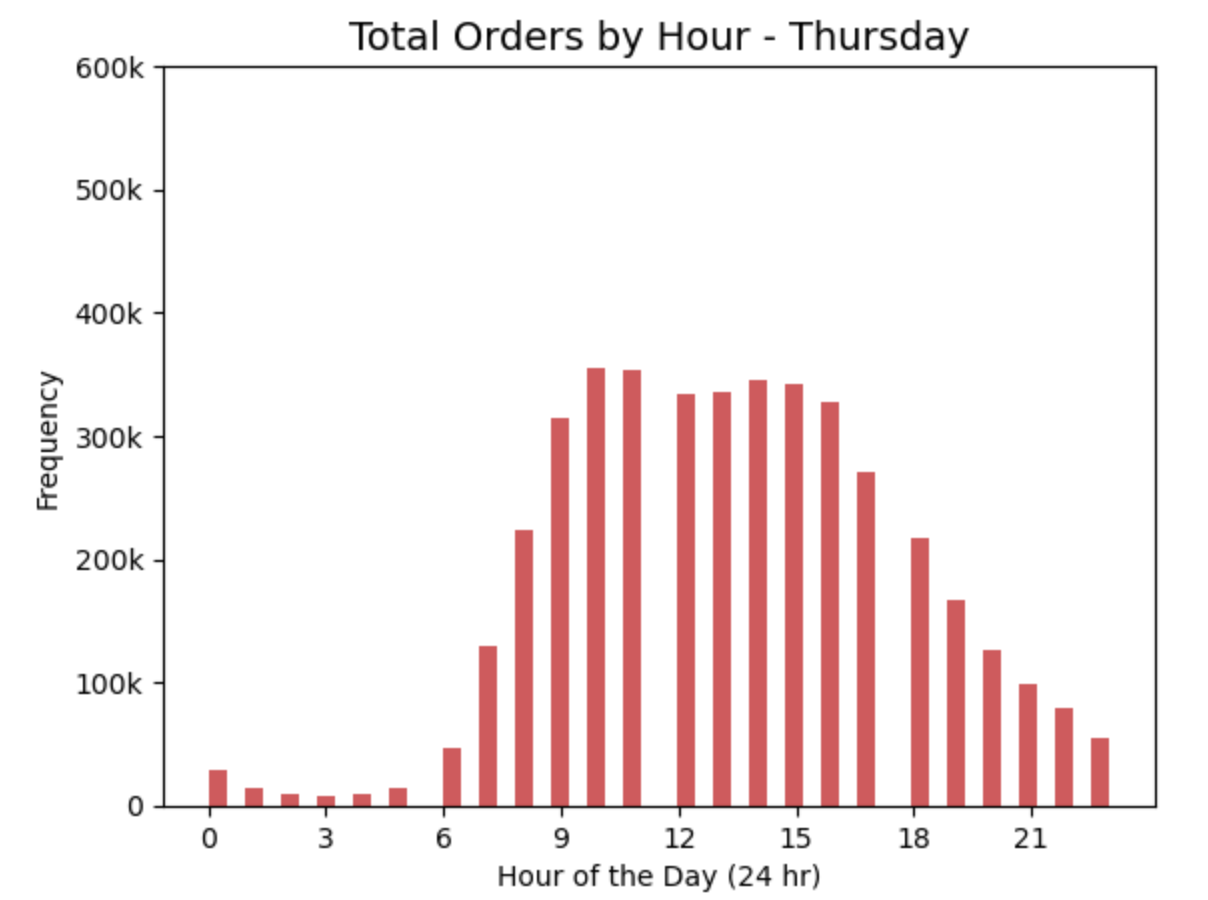 Total Orders by Hour - Thursday
600k
500k
400k
300k
200k
100k
0
Frequency
0 3 6 9 12 15 18 21
Hour of the Day (24 hr)